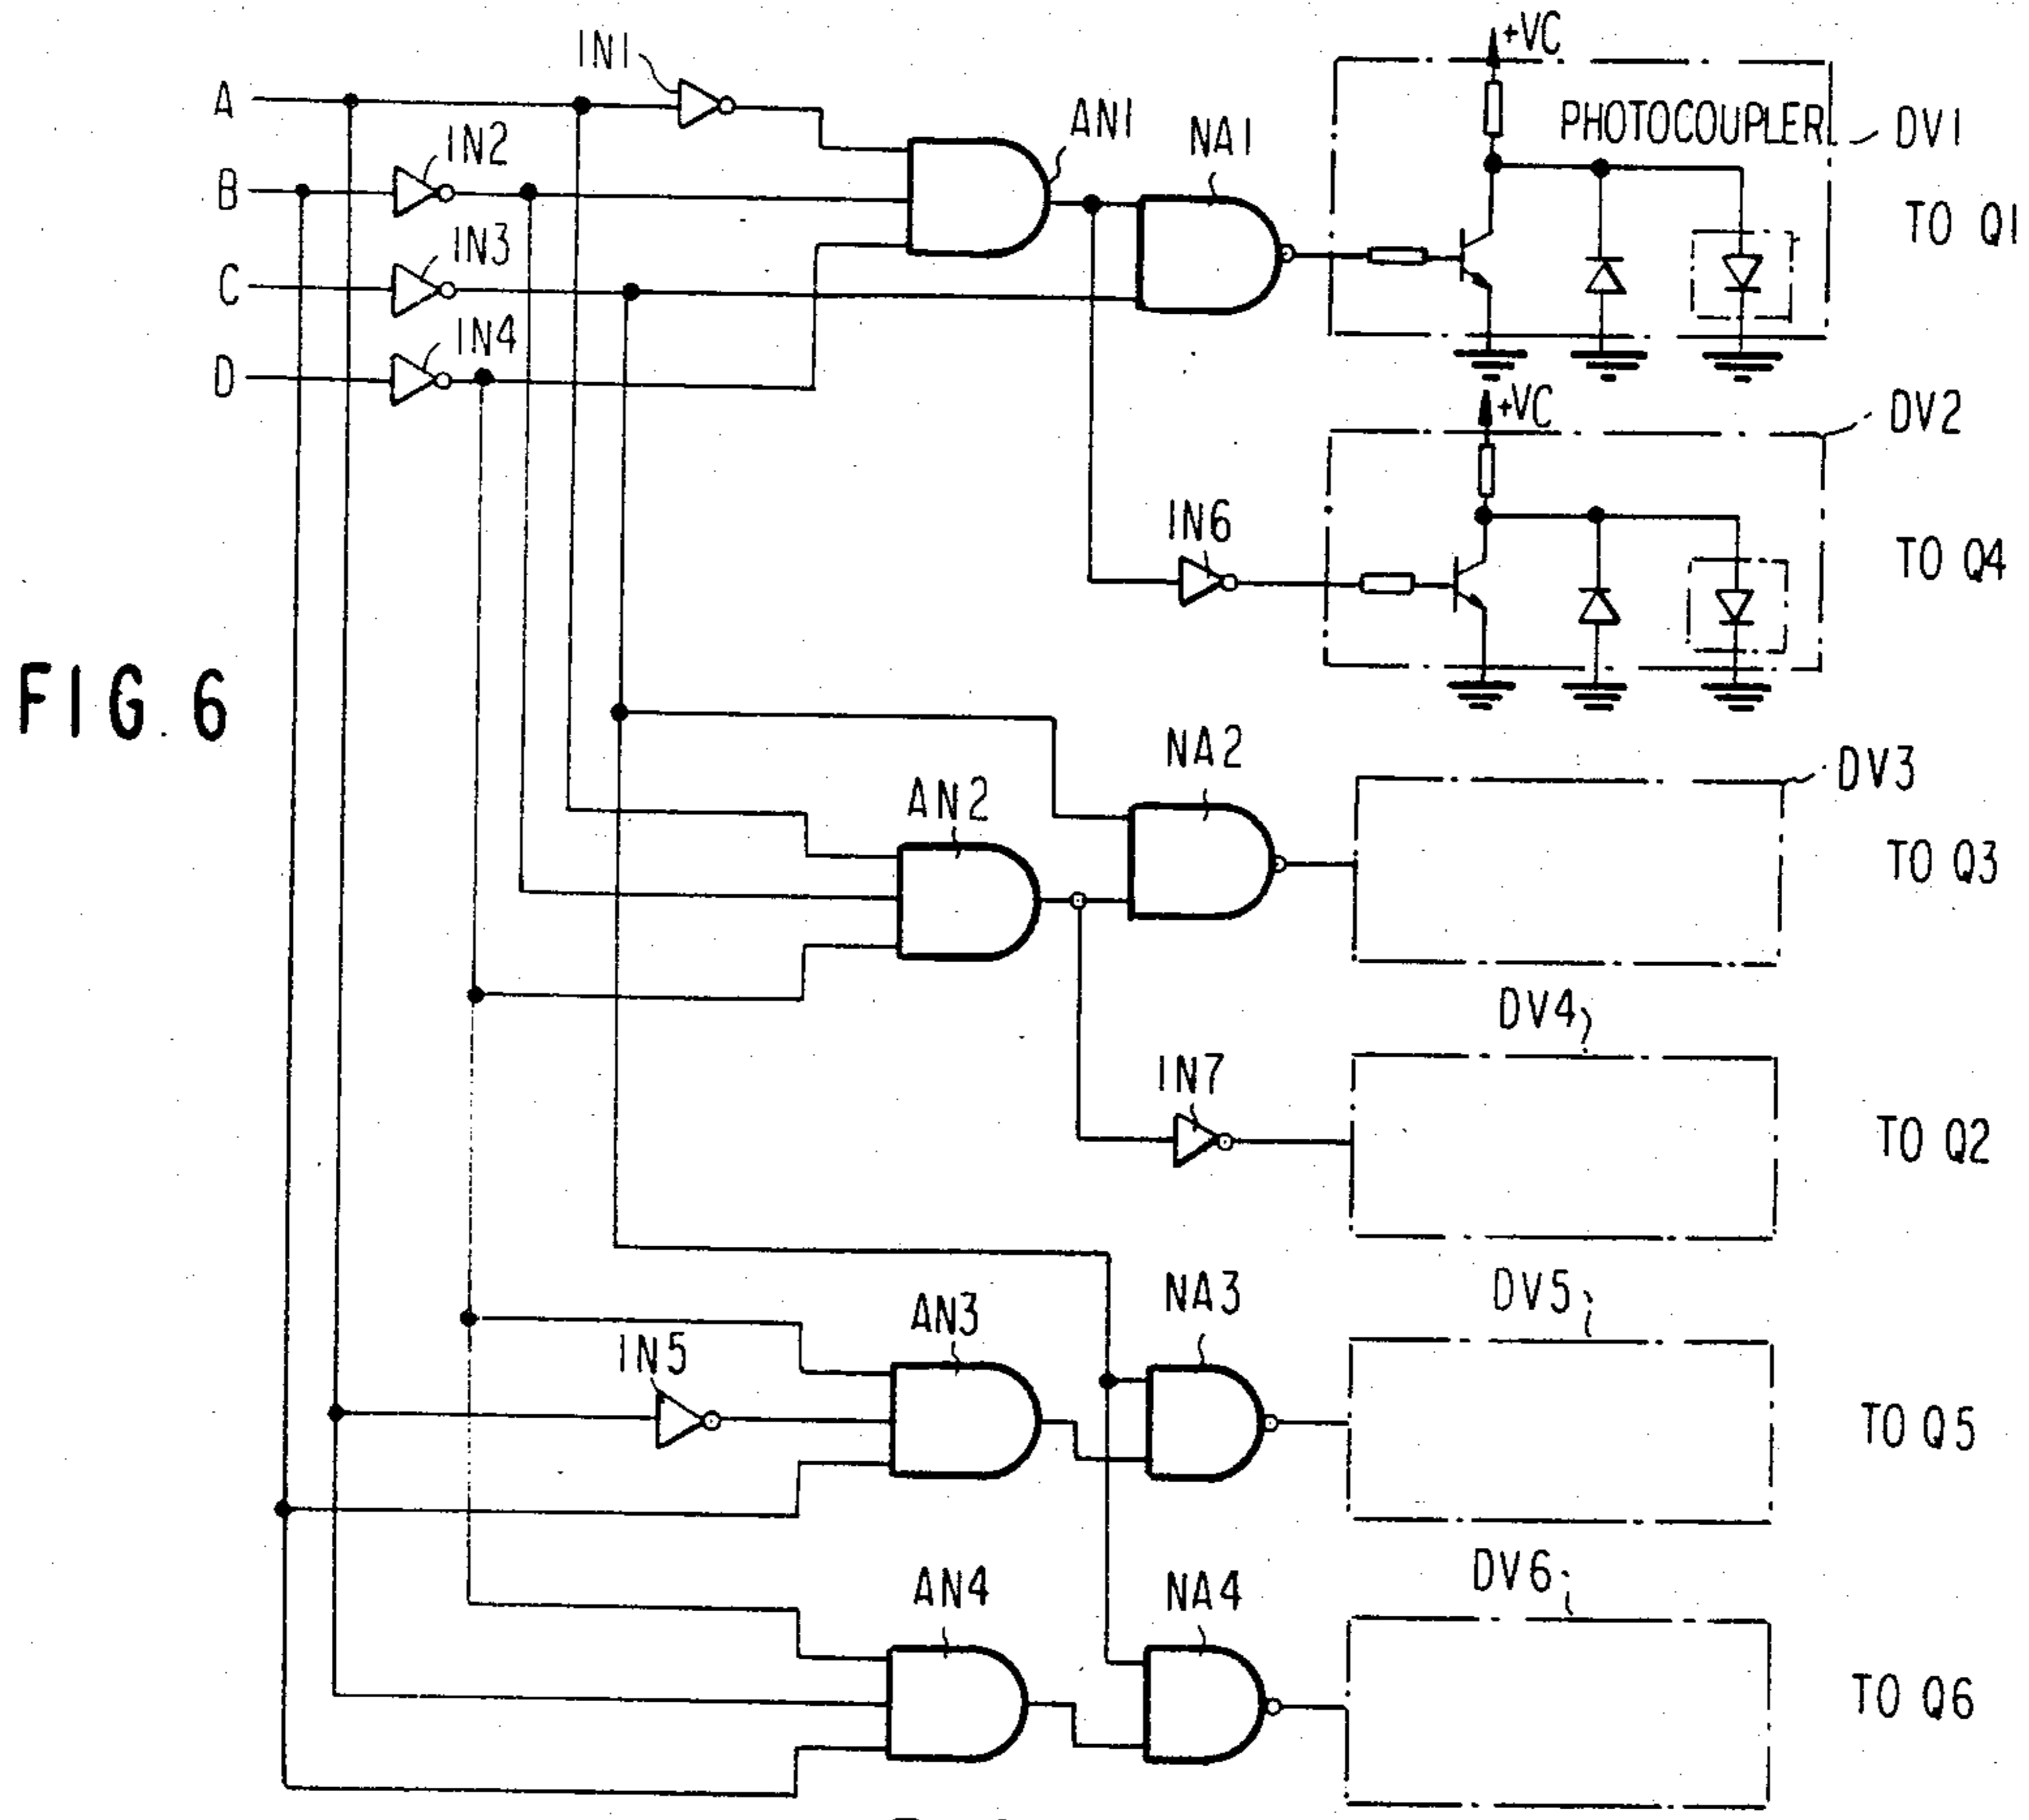 +VC
IN1
A
AN1
NA1
PHOTOCOUPLER
DV1
IN2
B
TO Q1
IN3
C
IN4
D
+VC
DV2
IN6
TO Q4
FIG. 6
NA2
DV3
AN2
TO Q3
DV4
IN7
TO Q2
NA3
DV5
AN3
IN5
TO Q5
AN4
NA4
DV6
TO Q6